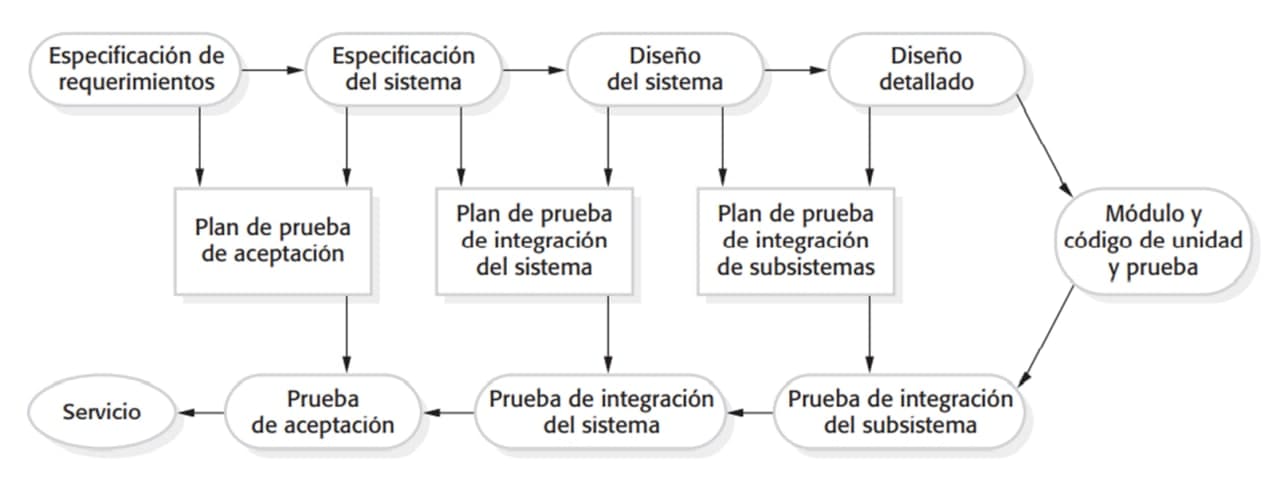 Especificación de
requerimientos
Especificación
del sistema
Diseño
del sistema
Diseño
detallado
Plan de prueba
de aceptación
Plan de prueba
de integración
del sistema
Plan de prueba
de integración
de subsistemas
Módulo y
código de unidad
y prueba
Servicio
Prueba
de aceptación
Prueba de integración
del sistema
Prueba de integración
del subsistema